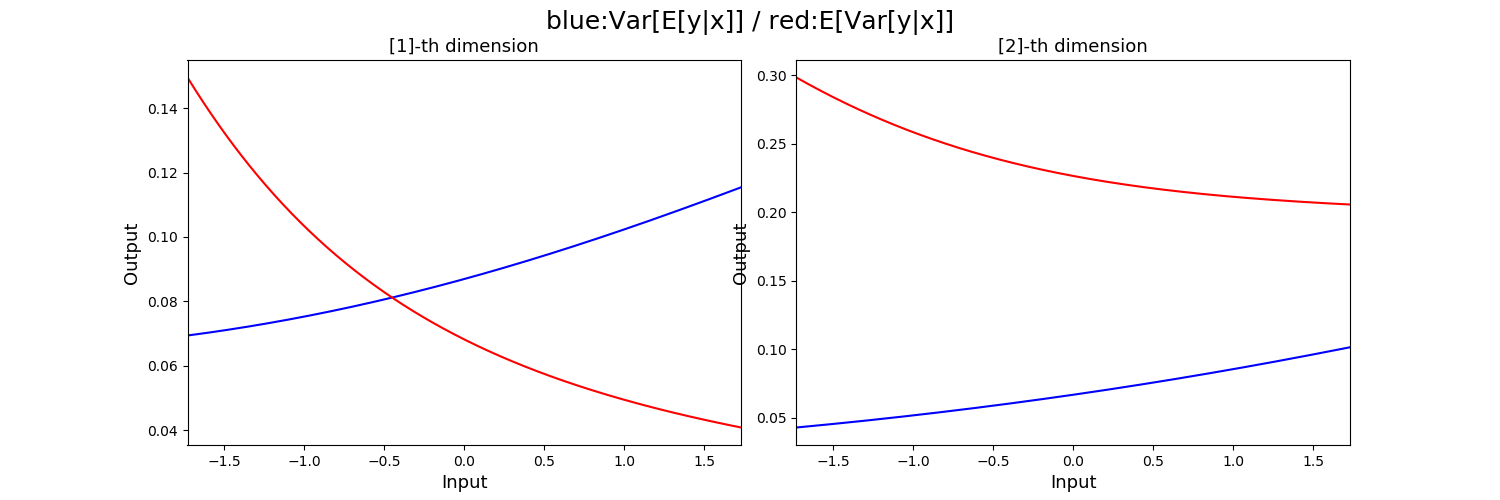 blue:Var[E[y|x]] / red:E[Var[y|x]]
[1]-th dimension
0.14
0.12
0.10
0.08
0.06
0.04
Output
−1.5 −1.0 −0.5 0.0 0.5 1.0 1.5
Input
[2]-th dimension
0.30
0.25
0.20
0.15
0.10
0.05
Output
−1.5 −1.0 −0.5 0.0 0.5 1.0 1.5
Input